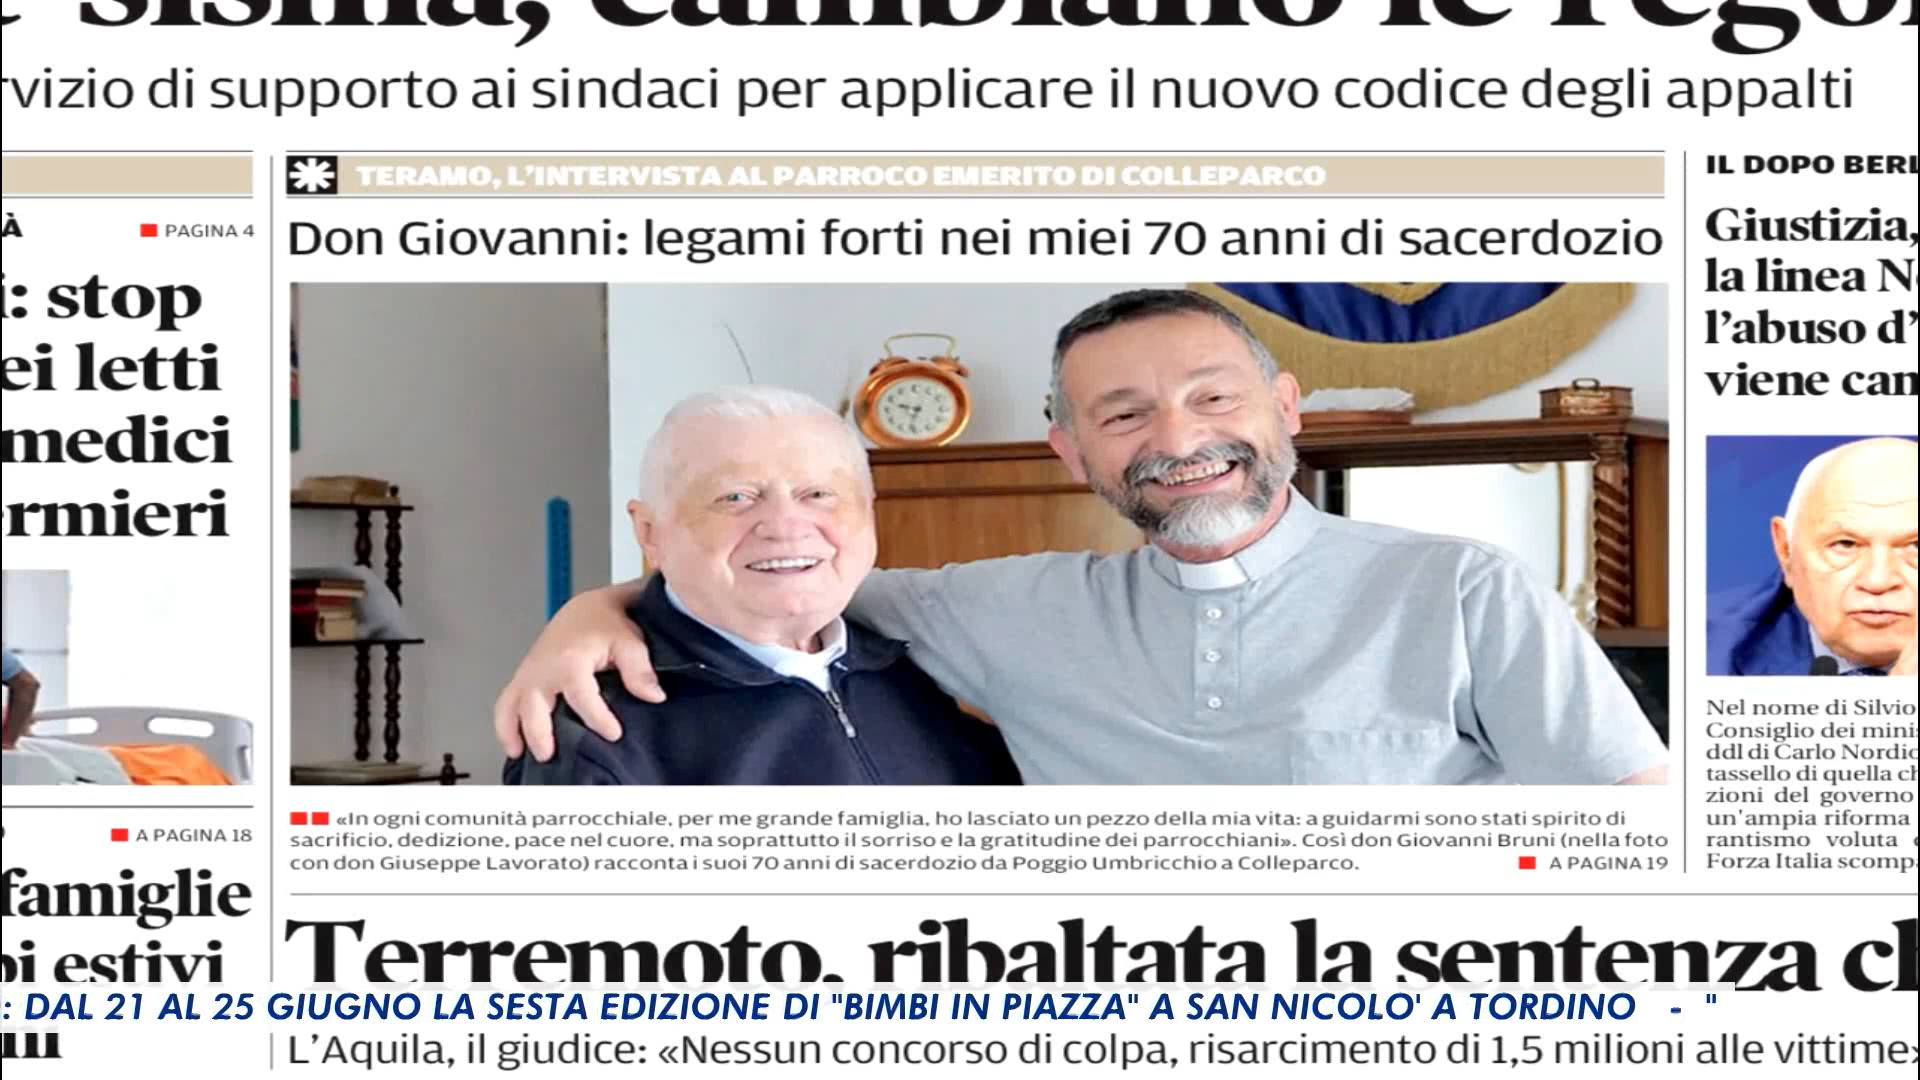 rvizio di supporto ai sindaci per applicare il nuovo codice degli appalti
À
PAGINA 4
i: stop
ei letti
medici
A PAGINA 18
famiglie
estivi
TERAMO, L'INTERVISTA AL PARROCO EMERITO DI COLLEPARCO
Don Giovanni: legami forti nei miei 70 anni di sacerdozio
«In ogni comunità parrocchiale, per me grande famiglia, ho lasciato un pezzo della mia vita: a guidarmi sono stati spirito di
sacrificio, dedizione, pace nel cuore, ma soprattutto il sorriso e la gratitudine dei parrocchiani». Così don Giovanni Bruni (nella foto
con don Giuseppe Lavorato) racconta i suoi 70 anni di sacerdozio da Poggio Umbricchio a Colleparco.
A PAGINA 19
Terremoto, ribaltata la sentenza
L'Aquila, il giudice: «Nessun concorso di colpa, risarcimento di 1,5 milioni alle vittime»
IL DOPO BERL
Giustizia,
la linea N
l'abuso d'
viene can
Nel nome di Silvio
Consiglio dei minis
ddl di Carlo Nordio
tassello di quella ch
zioni del governo
un'ampia riforma
rantismo voluta
Forza Italia scompa
: DAL 21 AL 25 GIUGNO LA SESTA EDIZIONE DI "BIMBI IN PIAZZA" A SAN NICOLO' A TORDINO - "